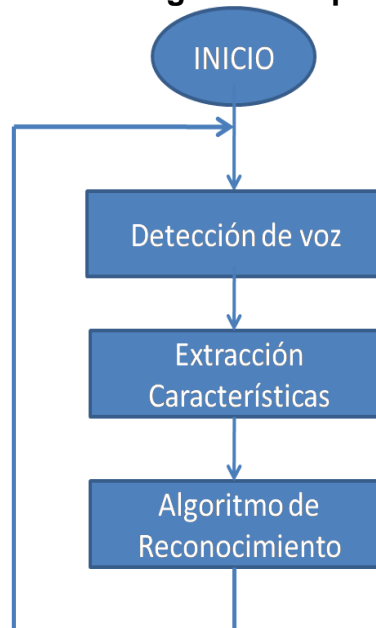 INICIO
Detección de voz
Extracción
Características
Algoritmo de
Reconocimiento